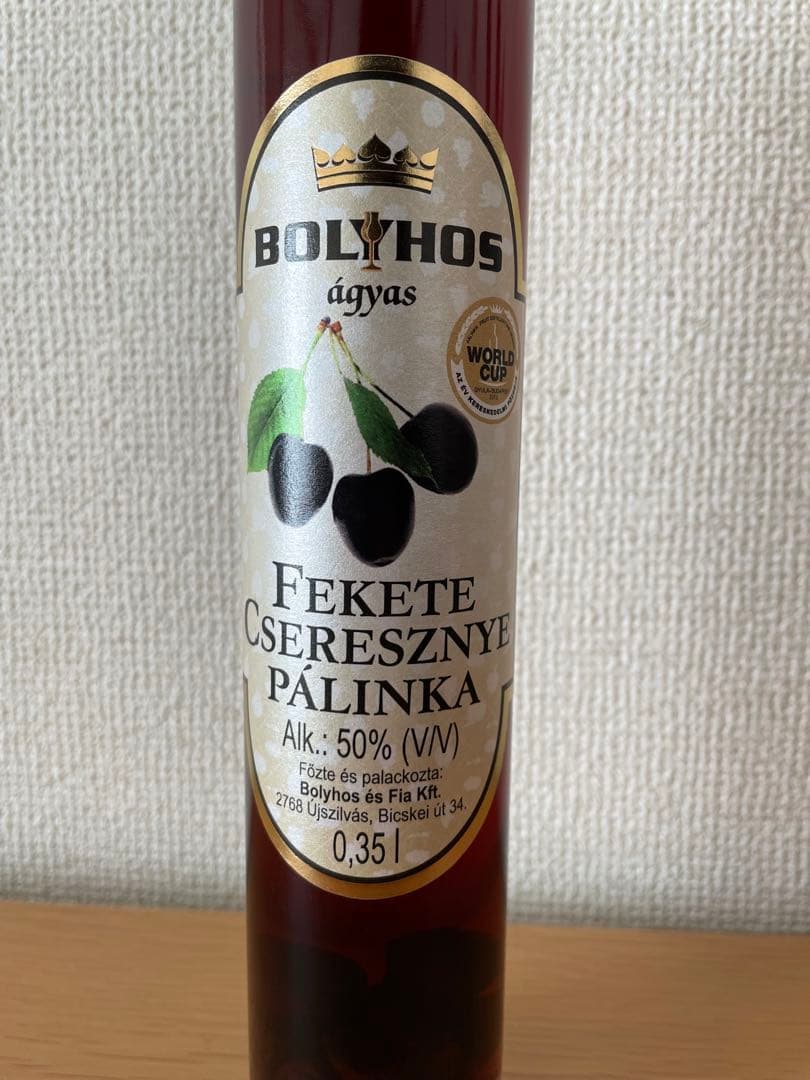 BOLYHOS
ágyas
WORLD
CUP
FEKETE
CSERESZNYE
PÁLINKA
Alk.: 50% (V/V)
Főzte és palackozta:
Bolyhos és Fia Kft.
2768 Újszilvás, Bicskei út 34.
0,35 l